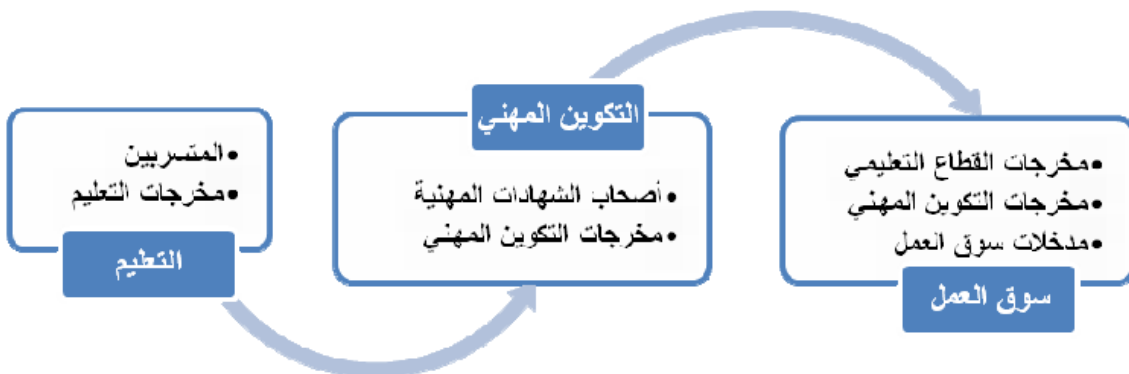 المتسربين
مخرجات التعليم
التعليم
التكوين المهني
أصحاب الشهادات المهنية
مخرجات التكوين المهني
مخرجات القطاع التعليمي
مخرجات التكوين المهني
مدخلات سوق العمل
سوق العمل